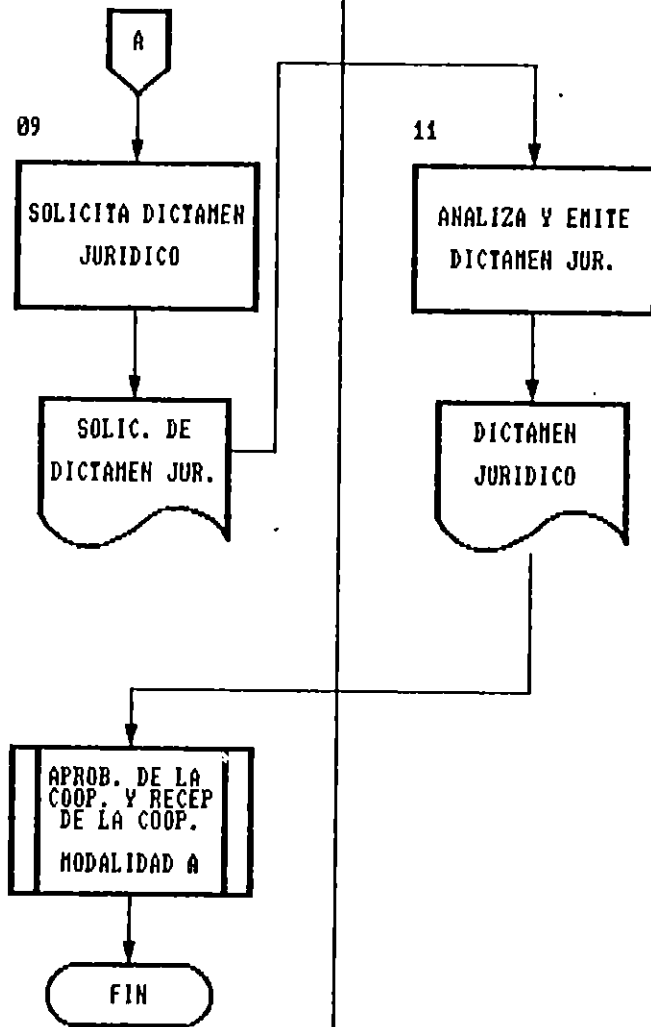 A
09
SOLICITA DICTAMEN
JURIDICO
SOLIC. DE
DICTAMEN JUR.
11
ANALIZA Y EMITE
DICTAMEN JUR.
DICTAMEN
JURIDICO
APROB. DE LA
COOP. Y RECEP
DE LA COOP.
MODALIDAD A
FIN